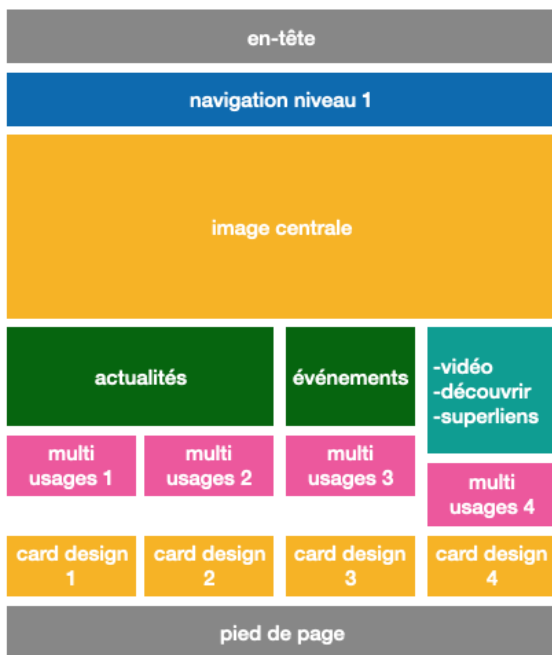 en-tête
navigation niveau 1
image centrale
actualités
événements
-vidéo
-découvrir
-superliens
multi
usages 1
multi
usages 2
multi
usages 3
multi
usages 4
card design
1
card design
2
card design
3
card design
4
pied de page